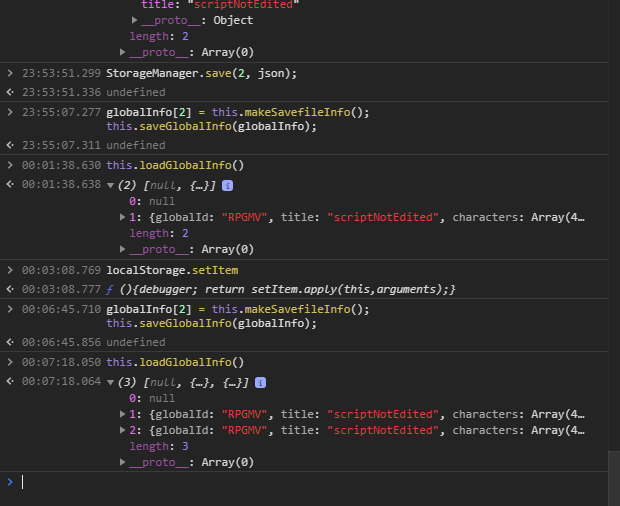 title: "scriptNotEdited"
▶__proto__: Object
length: 2
▶__proto__: Array(0)
23:53:51.299 StorageManager.save(2, json);
23:53:51.336 undefined
23:55:07.277 globalInfo[2] = this.makeSavefileInfo();
this.saveGlobalInfo(globalInfo);
23:55:07.311 undefined
00:01:38.630 this.loadGlobalInfo()
00:01:38.638 ▼(2) [null, {…}] i
0: null
▶1: {globalId: "RPGMV", title: "scriptNotEdited", characters: Array(4…
length: 2
▶__proto__: Array(0)
00:03:08.769 localStorage.setItem
00:03:08.777 ƒ (){debugger; return setItem.apply(this,arguments);}
00:06:45.710 globalInfo[2] = this.makeSavefileInfo();
this.saveGlobalInfo(globalInfo);
00:06:45.856 undefined
00:07:18.050 this.loadGlobalInfo()
00:07:18.064 ▼(3) [null, {…}, {…}] i
0: null
▶1: {globalId: "RPGMV", title: "scriptNotEdited", characters: Array(4…
▶2: {globalId: "RPGMV", title: "scriptNotEdited", characters: Array(4…
length: 3
▶__proto__: Array(0)